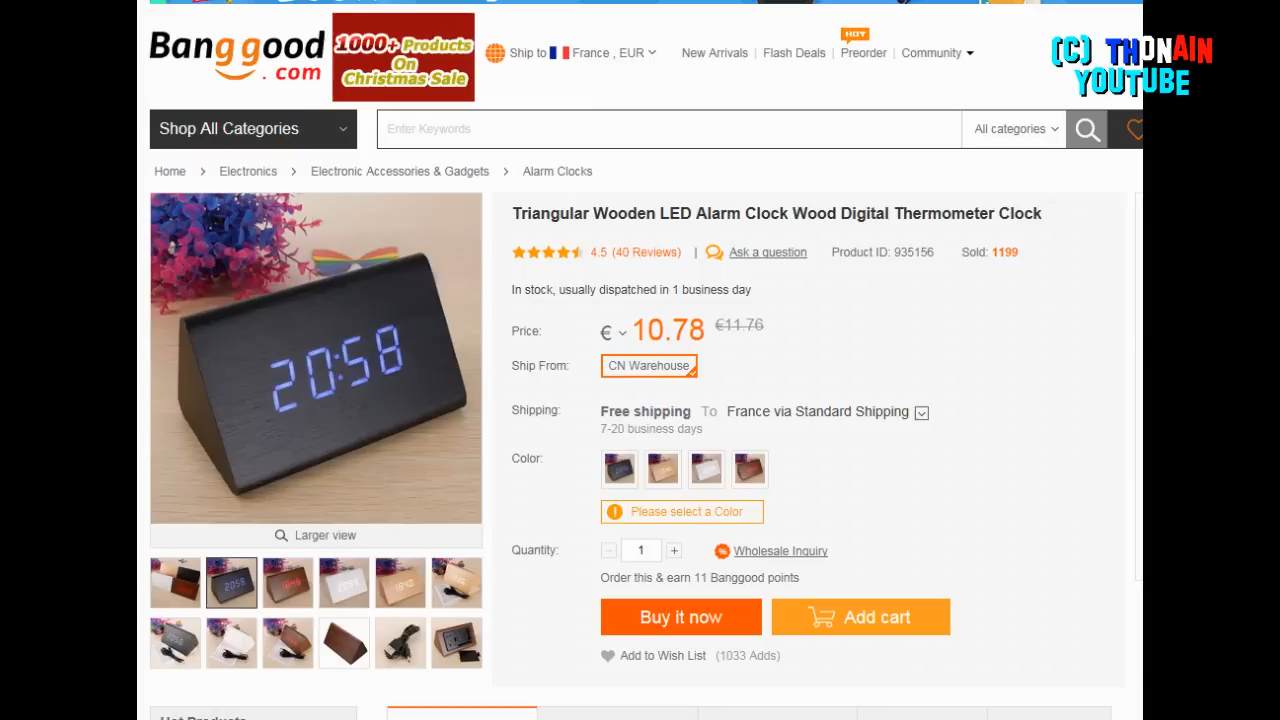 Banggood
.com
1000+ Products
On
Christmas Sale
Ship to France , EUR
New Arrivals
Flash Deals
HOT
Preorder
Community
(C) THDNAIN
YOUTUBE
Shop All Categories
Enter Keywords
All categories
Home > Electronics > Electronic Accessories & Gadgets > Alarm Clocks
20:58
Larger view
Triangular Wooden LED Alarm Clock Wood Digital Thermometer Clock
4.5 (40 Reviews) | Ask a question Product ID: 935156 Sold: 1199
In stock, usually dispatched in 1 business day
Price: € 10.78 €11.76
Ship From: CN Warehouse
Shipping: Free shipping To France via Standard Shipping
7-20 business days
Color:
Please select a Color
Quantity: - 1 + Wholesale Inquiry
Order this & earn 11 Banggood points
Buy it now
Add cart
Add to Wish List (1033 Adds)